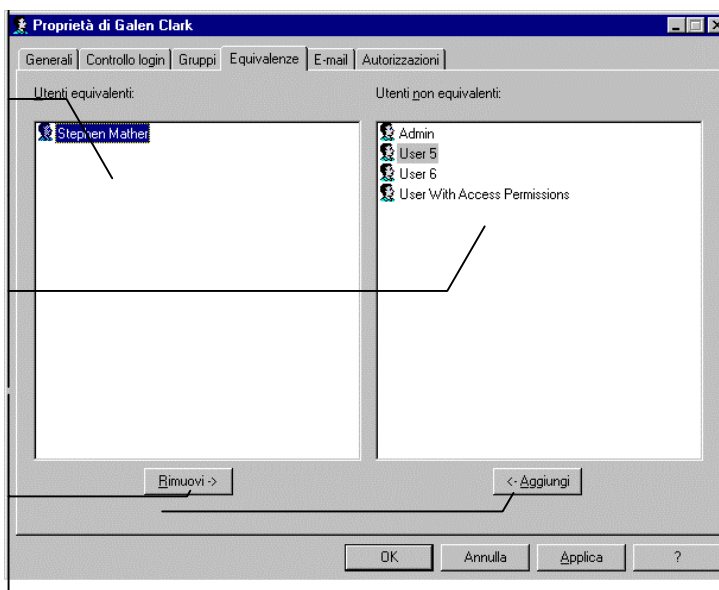 Proprietà di Galen Clark
Generali Controllo login Gruppi Equivalenze E-mail Autorizzazioni
Utenti equivalenti:
Utenti non equivalenti:
Stephen Mather
Admin
User 5
User 6
User With Access Permissions
Rimuovi ->
<- Aggiungi
OK Annulla Applica ?